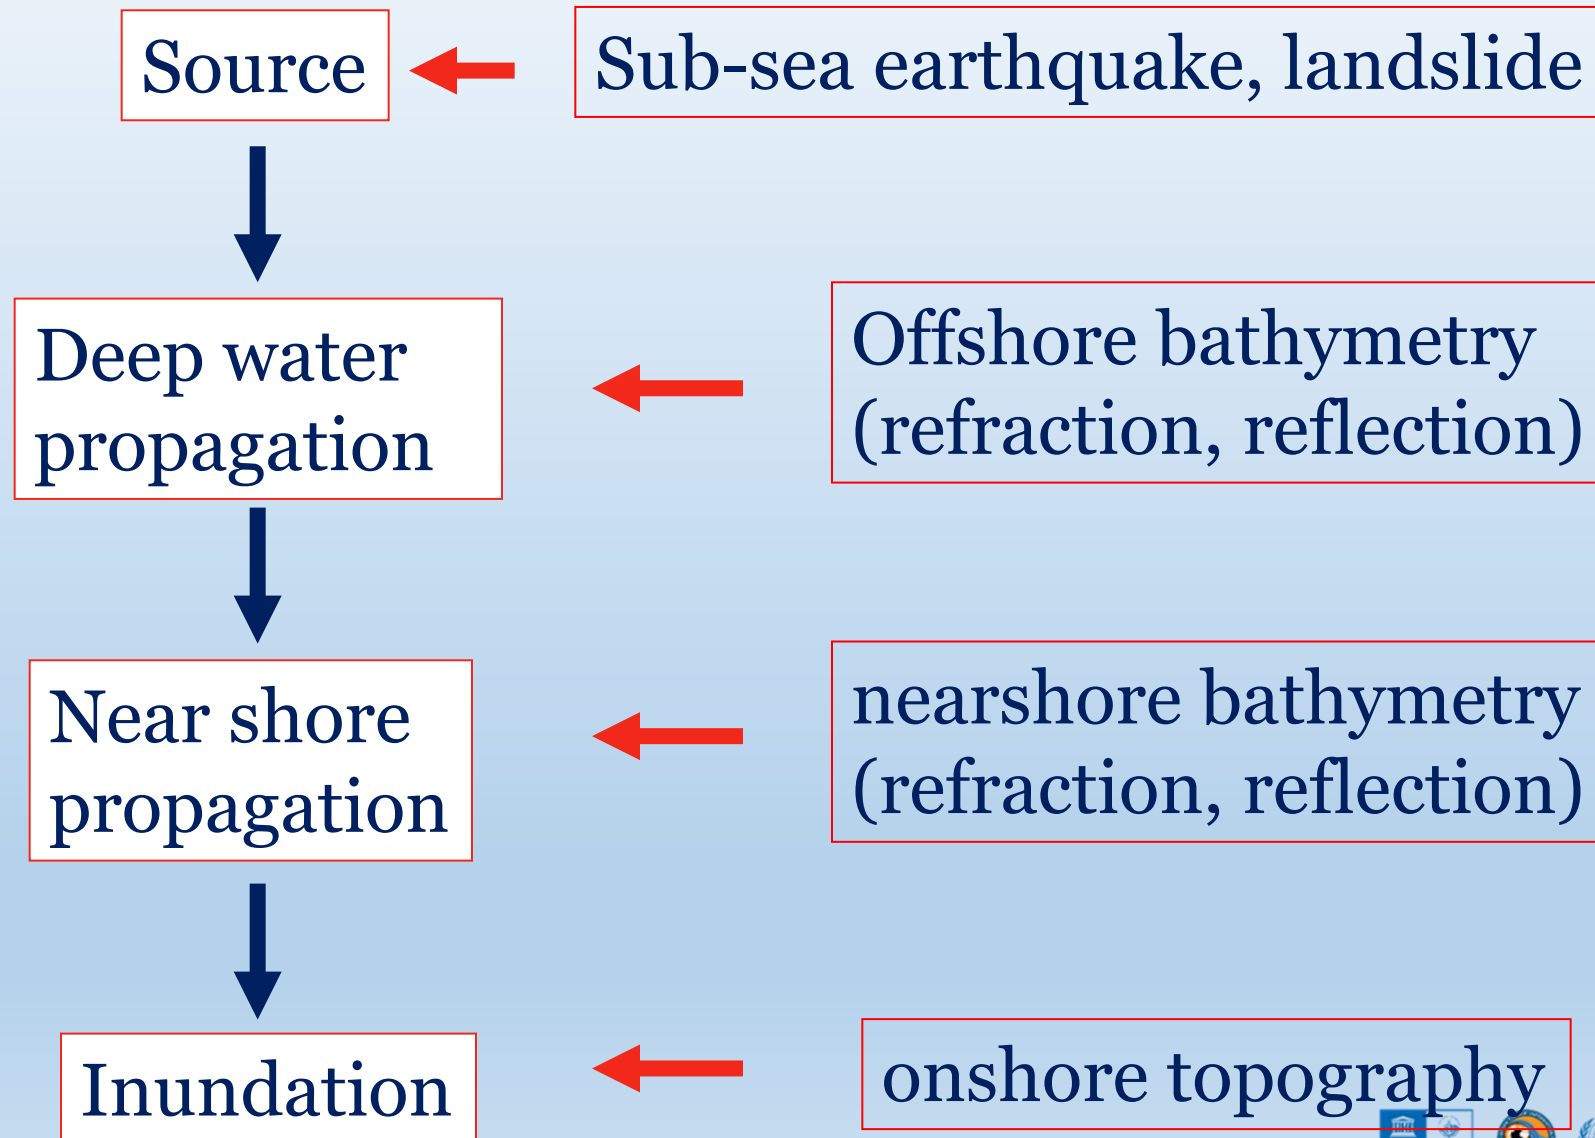 Source
Sub-sea earthquake, landslide
Deep water
propagation
Offshore bathymetry
(refraction, reflection)
Near shore
propagation
nearshore bathymetry
(refraction, reflection)
Inundation
onshore topography